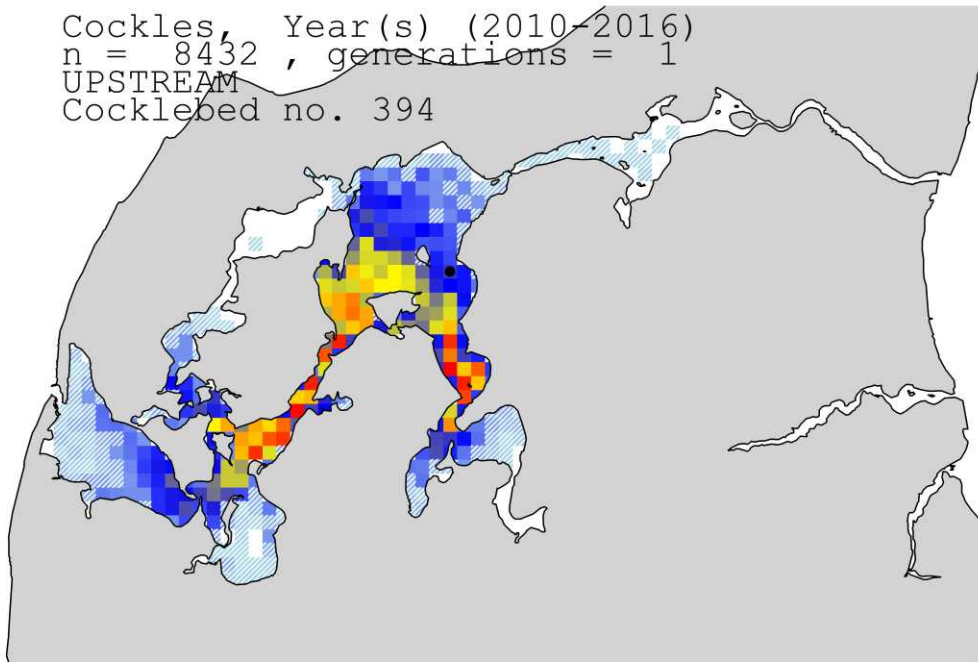 Cockles, Year(s) (2010-2016)
n = 8432 , generations = 1
UPSTREAM
Cocklebed no. 394